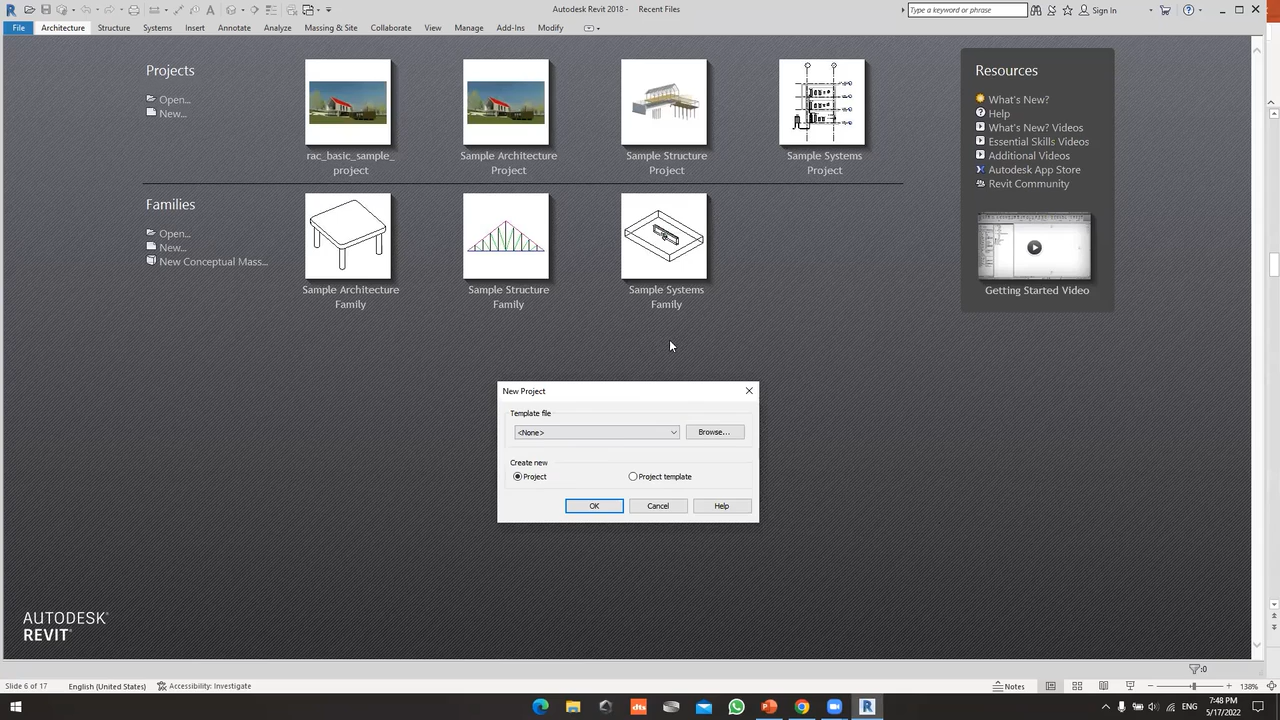 Autodesk Revit 2018 - Recent Files
Type a keyword or phrase
Sign In
File Architecture Structure Systems Insert Annotate Analyze Massing & Site Collaborate View Manage Add-Ins Modify
Projects
Open...
New...
rac_basic_sample_
project
Sample Architecture
Project
Sample Structure
Project
Sample Systems
Project
Families
Open...
New...
New Conceptual Mass...
Sample Architecture
Family
Sample Structure
Family
Sample Systems
Family
Resources
What's New?
Help
What's New? Videos
Essential Skills Videos
Additional Videos
Autodesk App Store
Revit Community
Getting Started Video
New Project
Template file
<None>
Browse...
Create new
Project
Project template
OK
Cancel
Help
AUTODESK®
REVIT®
:0
Slide 6 of 17
English (United States)
Accessibility: Investigate
Notes
138%
dts
ENG
7:48 PM
5/17/2022